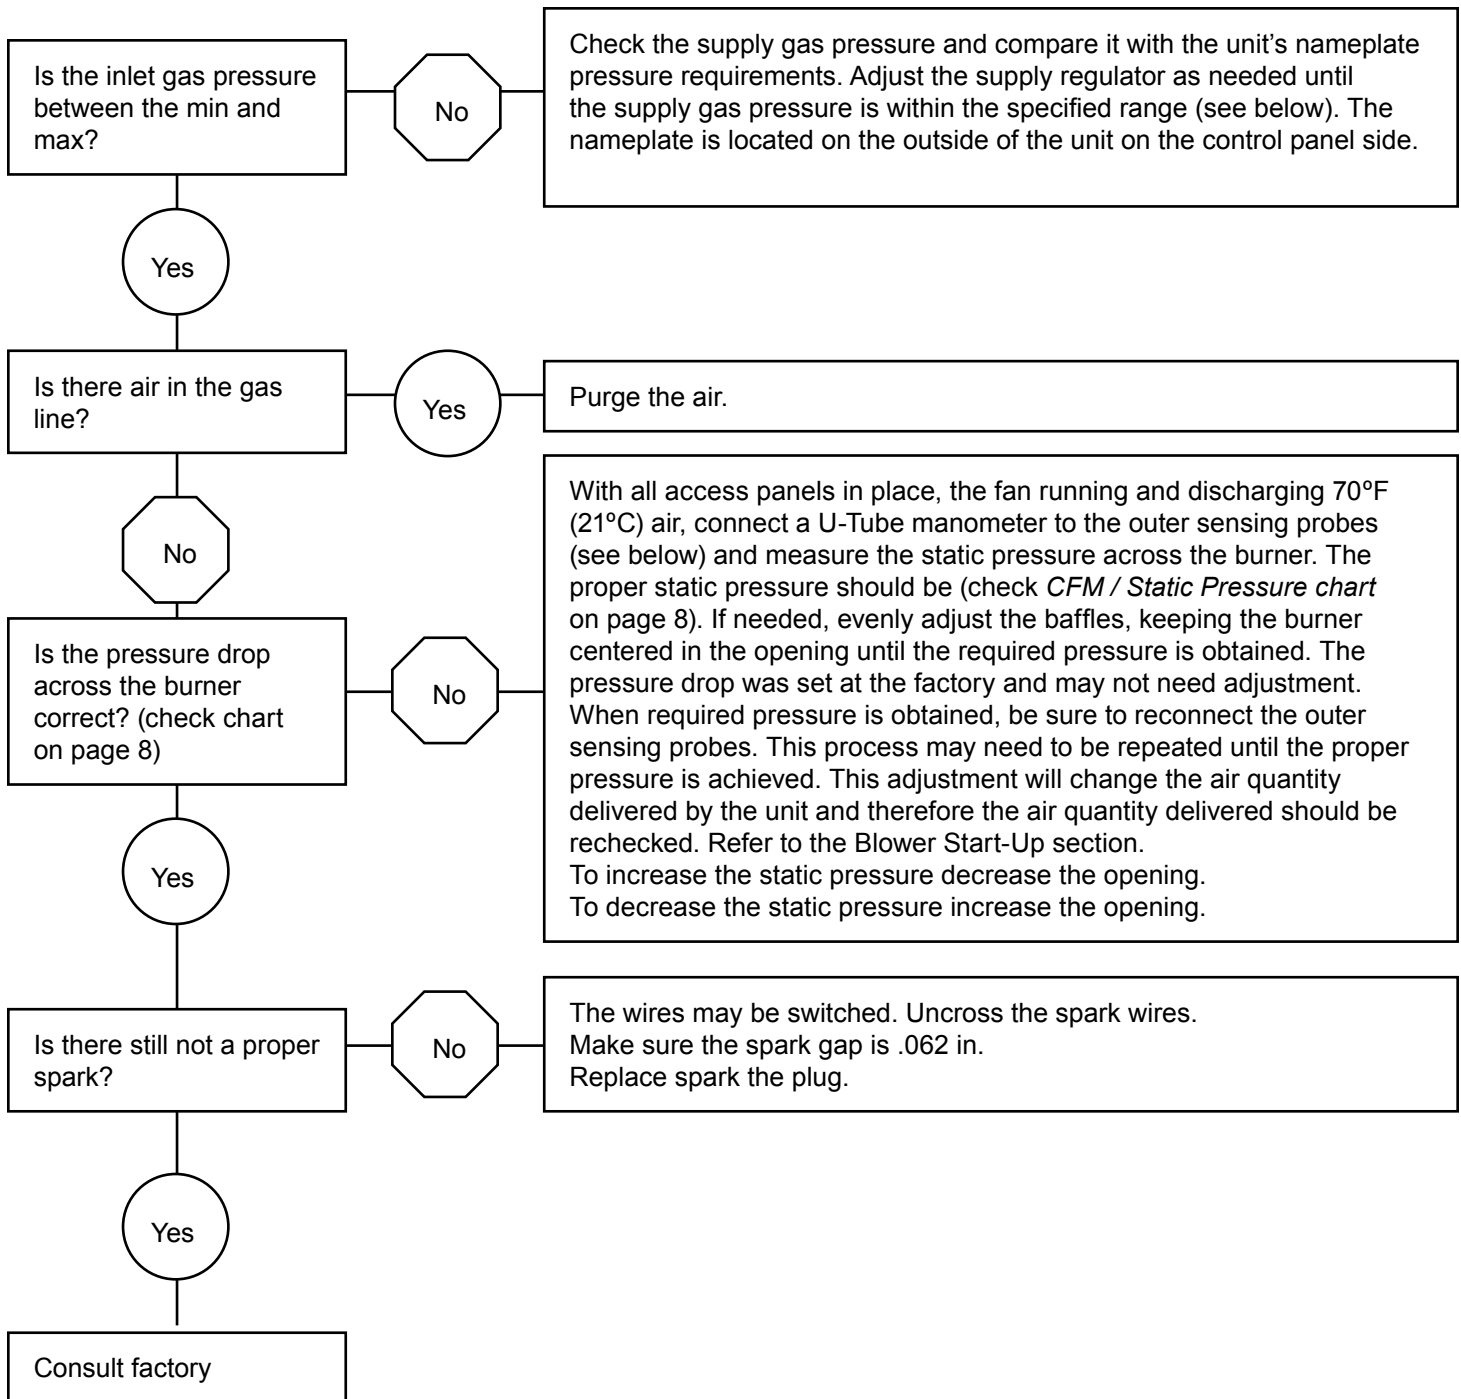 Is the inlet gas pressure
between the min and
max?
No
Check the supply gas pressure and compare it with the unit’s nameplate
pressure requirements. Adjust the supply regulator as needed until
the supply gas pressure is within the specified range (see below). The
nameplate is located on the outside of the unit on the control panel side.
Yes
Is there air in the gas
line?
Yes
Purge the air.
No
Is the pressure drop
across the burner
correct? (check chart
on page 8)
No
With all access panels in place, the fan running and discharging 70ºF
(21ºC) air, connect a U-Tube manometer to the outer sensing probes
(see below) and measure the static pressure across the burner. The
proper static pressure should be (check CFM / Static Pressure chart
on page 8). If needed, evenly adjust the baffles, keeping the burner
centered in the opening until the required pressure is obtained. The
pressure drop was set at the factory and may not need adjustment.
When required pressure is obtained, be sure to reconnect the outer
sensing probes. This process may need to be repeated until the proper
pressure is achieved. This adjustment will change the air quantity
delivered by the unit and therefore the air quantity delivered should be
rechecked. Refer to the Blower Start-Up section.
To increase the static pressure decrease the opening.
To decrease the static pressure increase the opening.
Yes
Is there still not a proper
spark?
No
The wires may be switched. Uncross the spark wires.
Make sure the spark gap is .062 in.
Replace spark the plug.
Yes
Consult factory